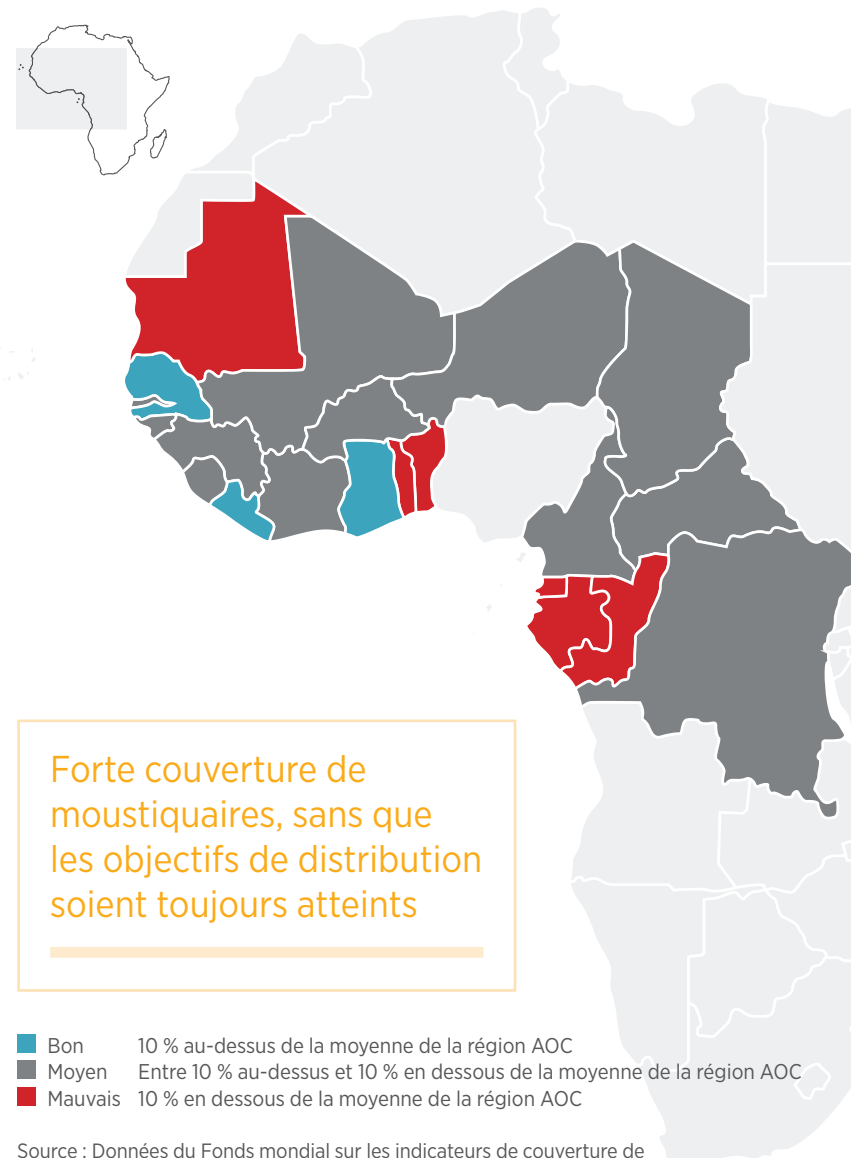 Forte couverture de
moustiquaires, sans que
les objectifs de distribution
soient toujours atteints
Bon 10 % au-dessus de la moyenne de la région AOC
Moyen Entre 10 % au-dessus et 10 % en dessous de la moyenne de la région AOC
Mauvais 10 % en dessous de la moyenne de la région AOC
Source : Données du Fonds mondial sur les indicateurs de couverture de